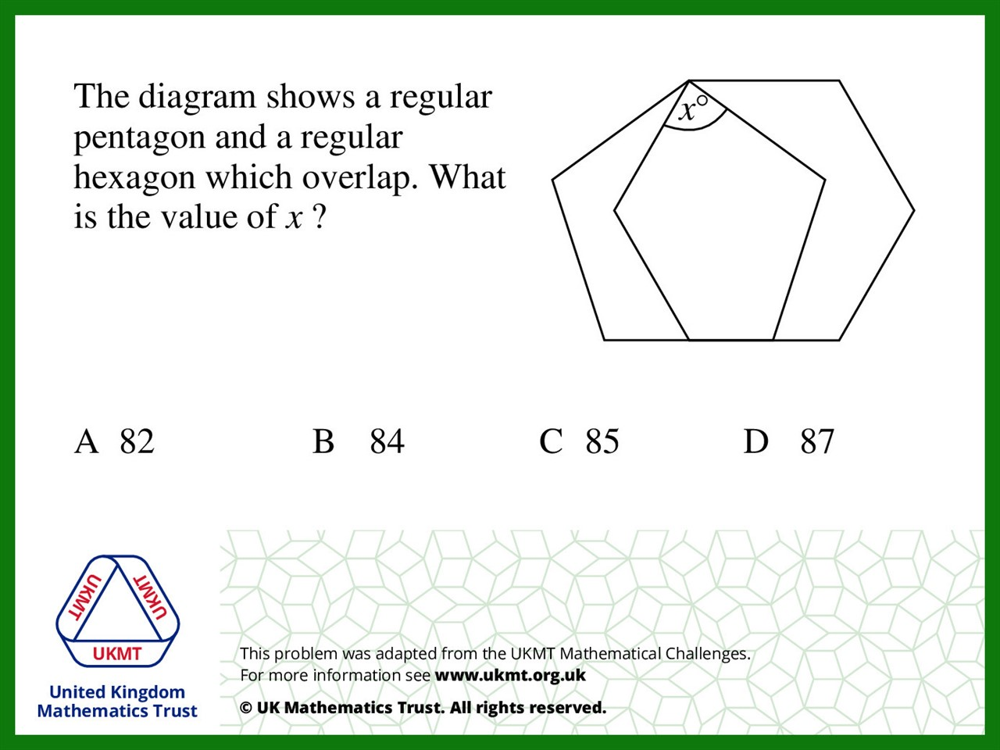 The diagram shows a regular
pentagon and a regular
hexagon which overlap. What
is the value of x ?
x°
A 82 B 84 C 85 D 87
UKMT UKMT
UKMT
United Kingdom
Mathematics Trust
This problem was adapted from the UKMT Mathematical Challenges.
For more information see www.ukmt.org.uk
© UK Mathematics Trust. All rights reserved.